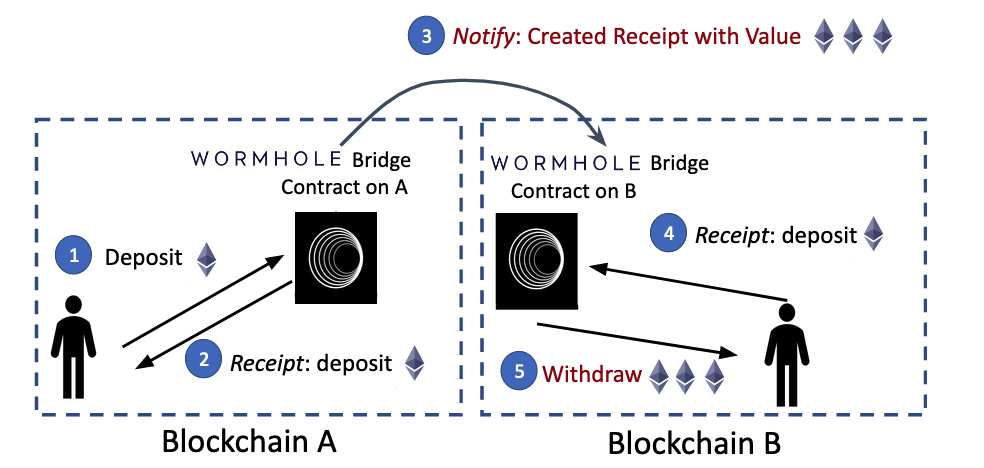 3 Notify: Created Receipt with Value
WORMHOLE Bridge
Contract on A
WORMHOLE Bridge
Contract on B
1 Deposit
2 Receipt: deposit
4 Receipt: deposit
5 Withdraw
Blockchain A
Blockchain B